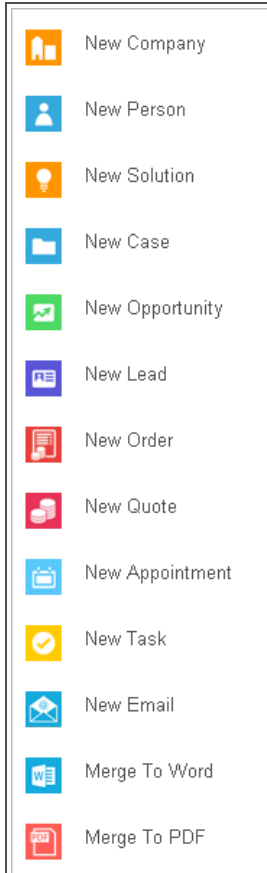 New Company
New Person
New Solution
New Case
New Opportunity
New Lead
New Order
New Quote
New Appointment
New Task
@
New Email
W
Merge To Word
PDF
Merge To PDF